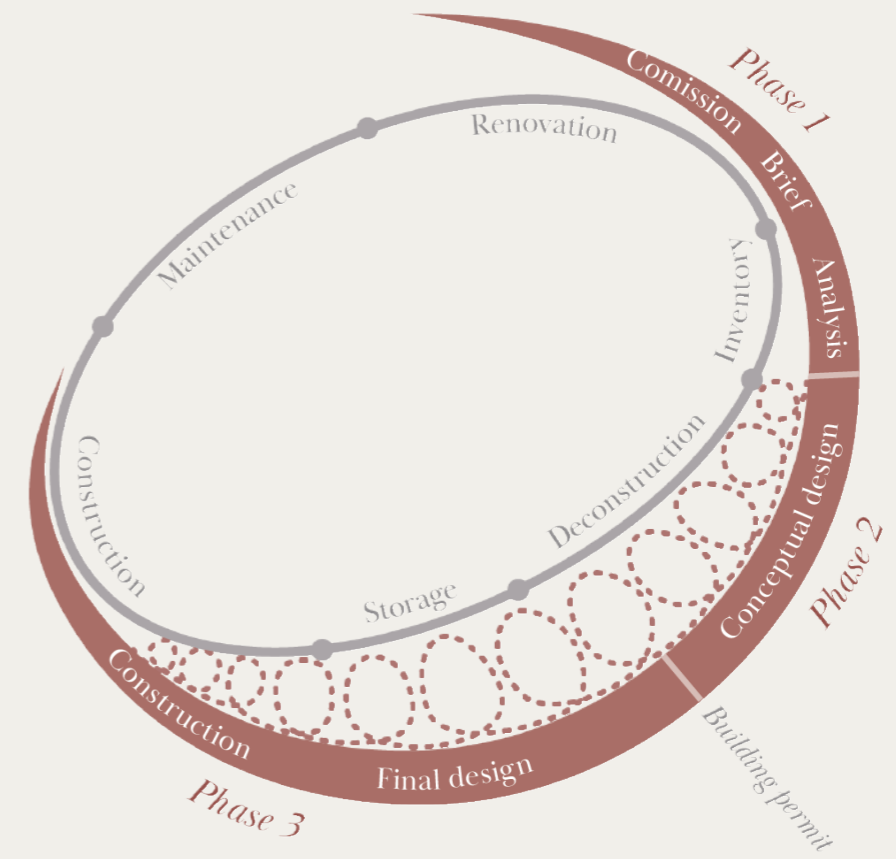 Phase 1
Comission
Brief
Analysis
Renovation
Maintenance
Inventory
Deconstruction
Conceptual design
Phase 2
Construction
Storage
Building permit
Construction
Final design
Phase 3